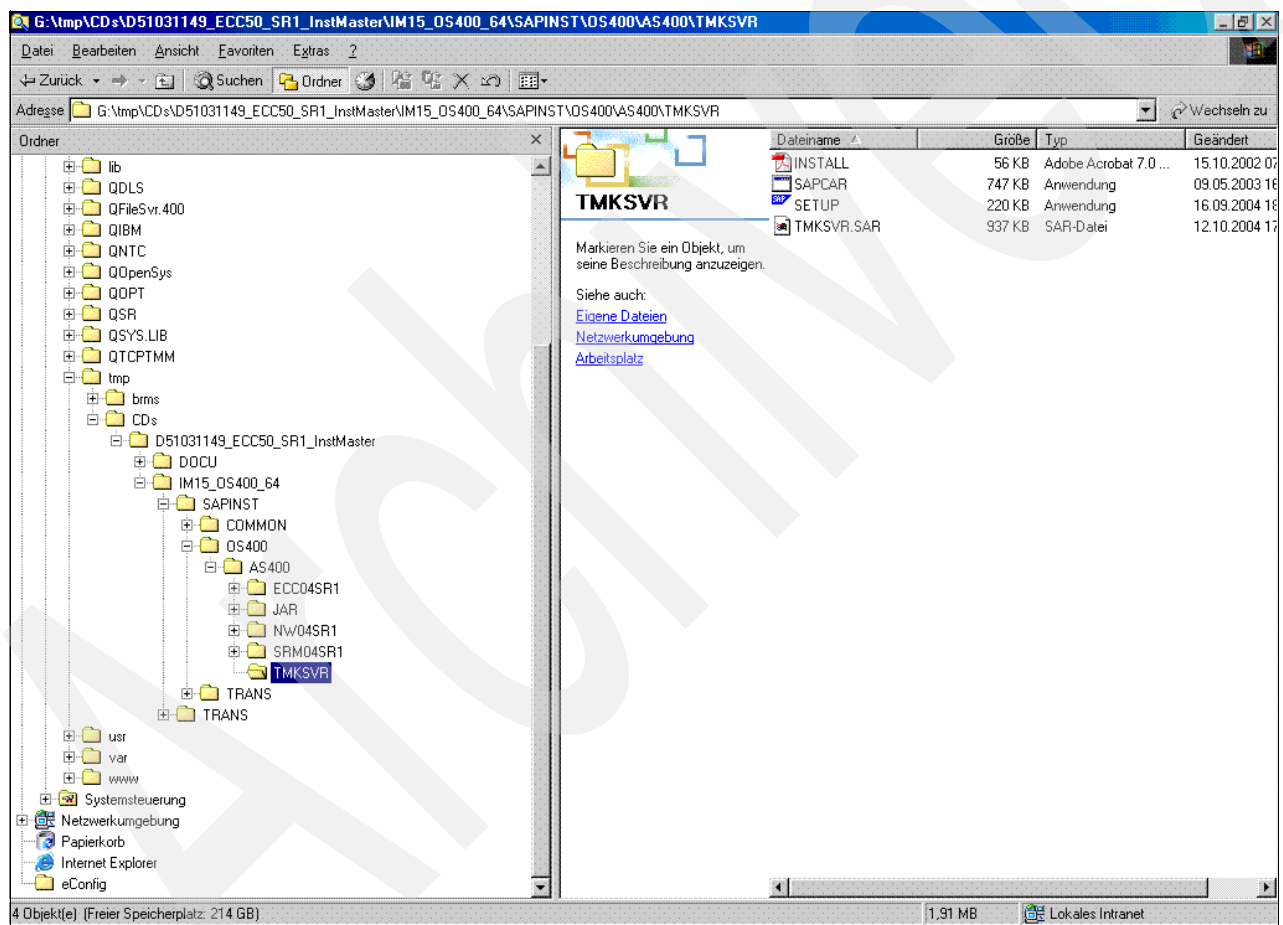 G:\tmp\CDs\D51031149_ECC50_SR1_InstMaster\IM15_OS400_64\SAPINST\OS400\AS400\TMKSVR
Datei Bearbeiten Ansicht Favoriten Extras ?
Zurück Suchen Ordner
Adresse G:\tmp\CDs\D51031149_ECC50_SR1_InstMaster\IM15_OS400_64\SAPINST\OS400\AS400\TMKSVR Wechseln zu
Ordner
lib
QDLS
QFileSvr.400
QIBM
QNTC
QOpenSys
QOPT
QSR
QSYS.LIB
QTCPTMM
tmp
brms
CDs
D51031149_ECC50_SR1_InstMaster
DOCU
IM15_OS400_64
SAPINST
COMMON
OS400
AS400
ECC04SR1
JAR
NW04SR1
SRM04SR1
TMKSVR
TRANS
TRANS
usr
var
www
Systemsteuerung
Netzwerkumgebung
Papierkorb
Internet Explorer
eConfig
TMKSVR
Markieren Sie ein Objekt, um
seine Beschreibung anzuzeigen.
Siehe auch:
Eigene Dateien
Netzwerkumgebung
Arbeitsplatz
Dateiname Größe Typ Geändert
INSTALL 56 KB Adobe Acrobat 7.0 ... 15.10.2002 07
SAPCAR 747 KB Anwendung 09.05.2003 16
SETUP 220 KB Anwendung 16.09.2004 18
TMKSVR.SAR 937 KB SAR-Datei 12.10.2004 17
4 Objekt(e) (Freier Speicherplatz: 214 GB) 1,91 MB Lokales Intranet